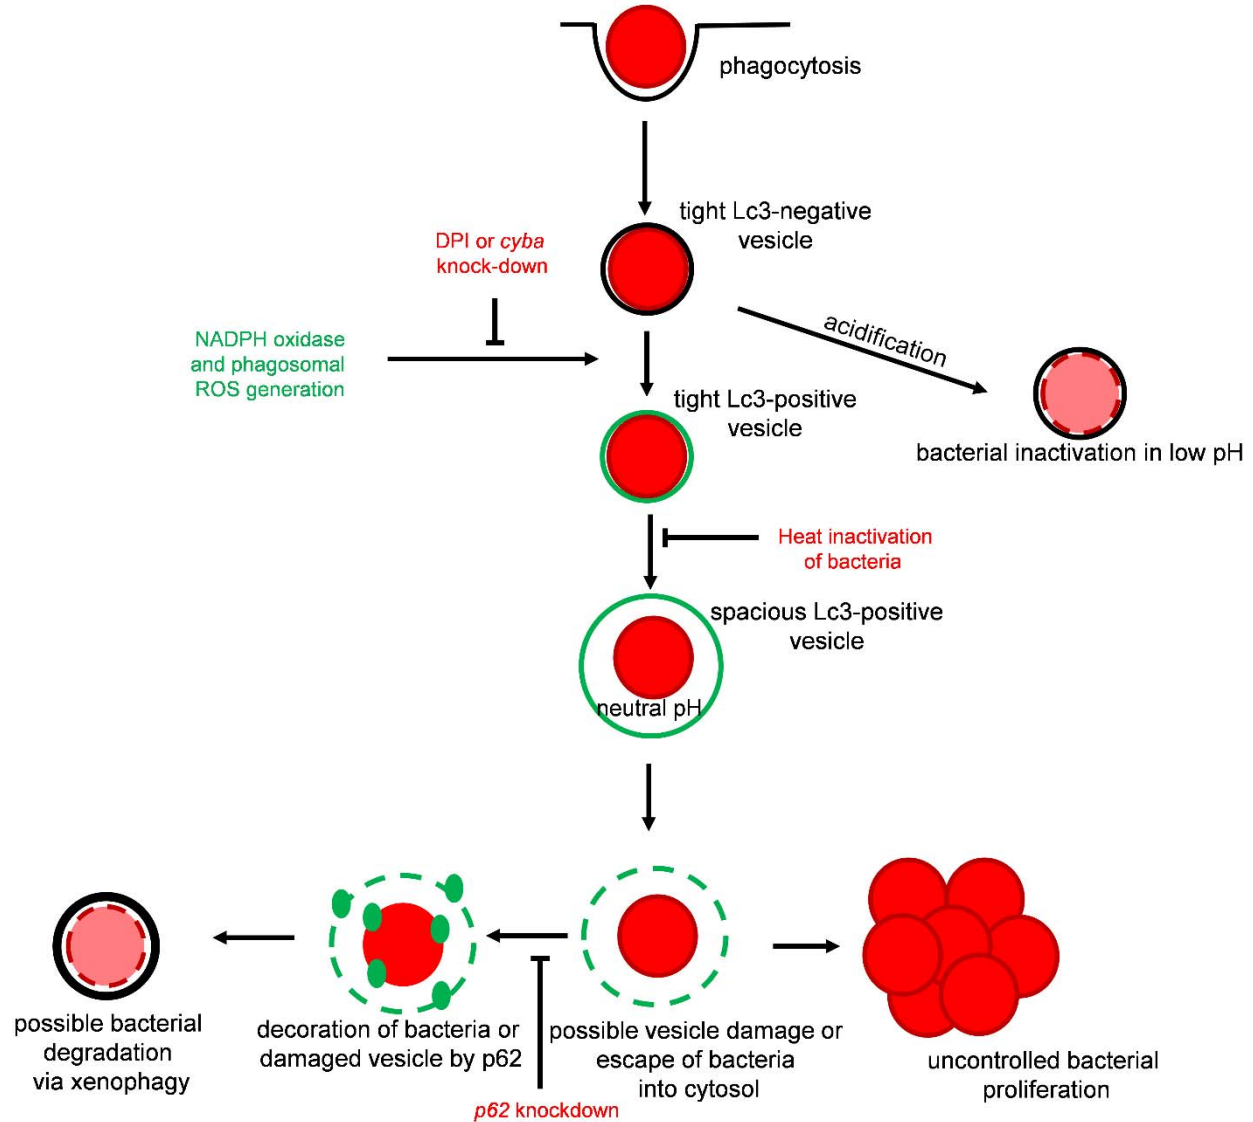 phagocytosis
tight Lc3-negative
vesicle
DPI or cyba
knock-down
NADPH oxidase
and phagosomal
ROS generation
acidification
tight Lc3-positive
vesicle
bacterial inactivation in low pH
Heat inactivation
of bacteria
spacious Lc3-positive
vesicle
neutral pH
possible bacterial
degradation
via xenophagy
decoration of bacteria or
damaged vesicle by p62
possible vesicle damage or
escape of bacteria
into cytosol
uncontrolled bacterial
proliferation
p62 knockdown